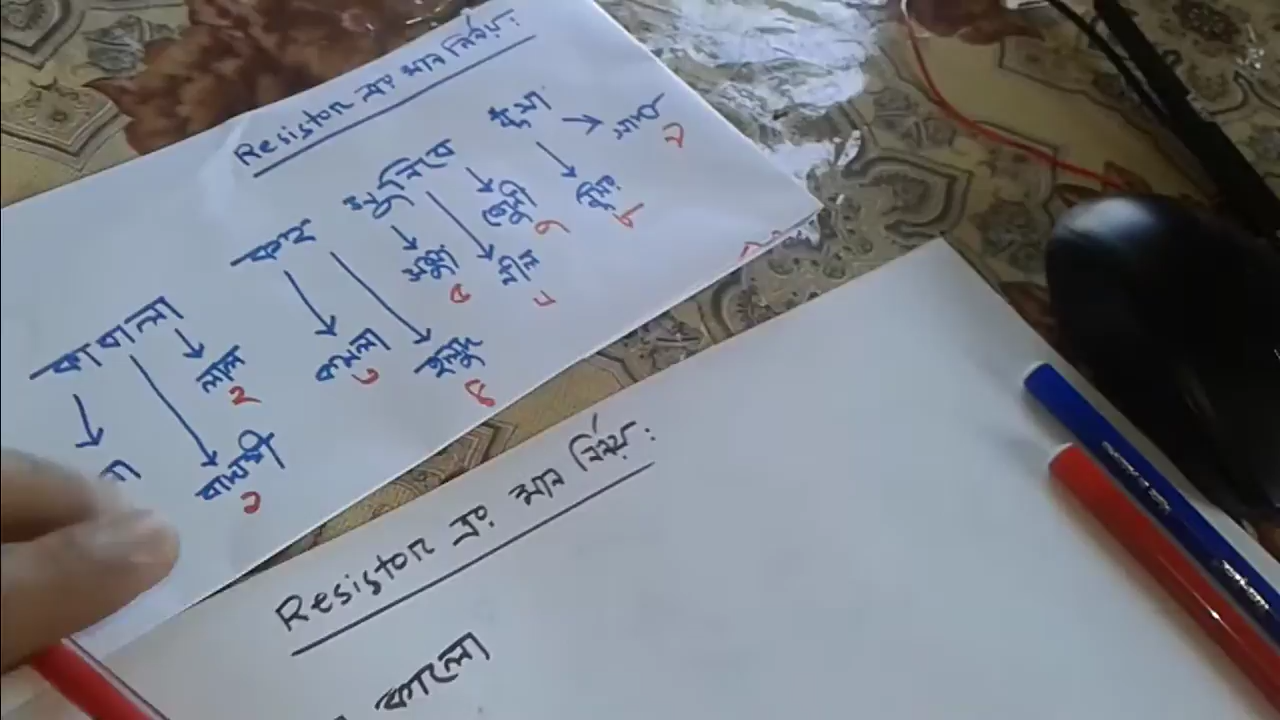 Resistor এর মান নির্ণয়:
কা বা লা
লাল
২
বাদামী
১
কহ
কমলা
৩
হলুদ
৪
সবুজ
৫
নীল
৬
বেগুনী
৭
ধূসর
৮
সাদা
৯
Resistor এর মান নির্ণয়:
কালো